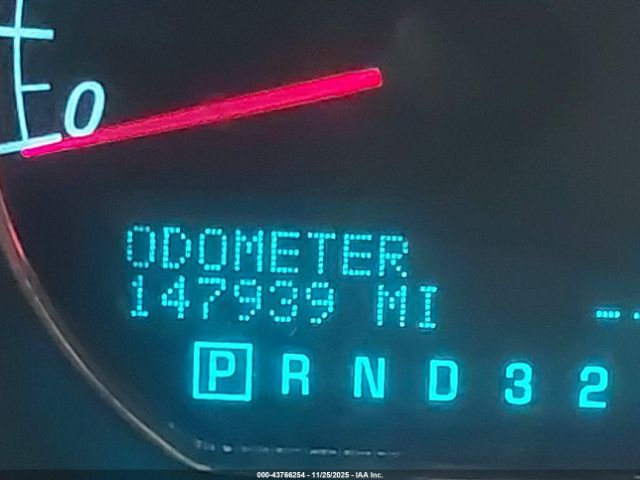 0
ODOMETER
147939 MI
P R N D 3 2
000-43766254 - 11/25/2025 - IAA Inc.